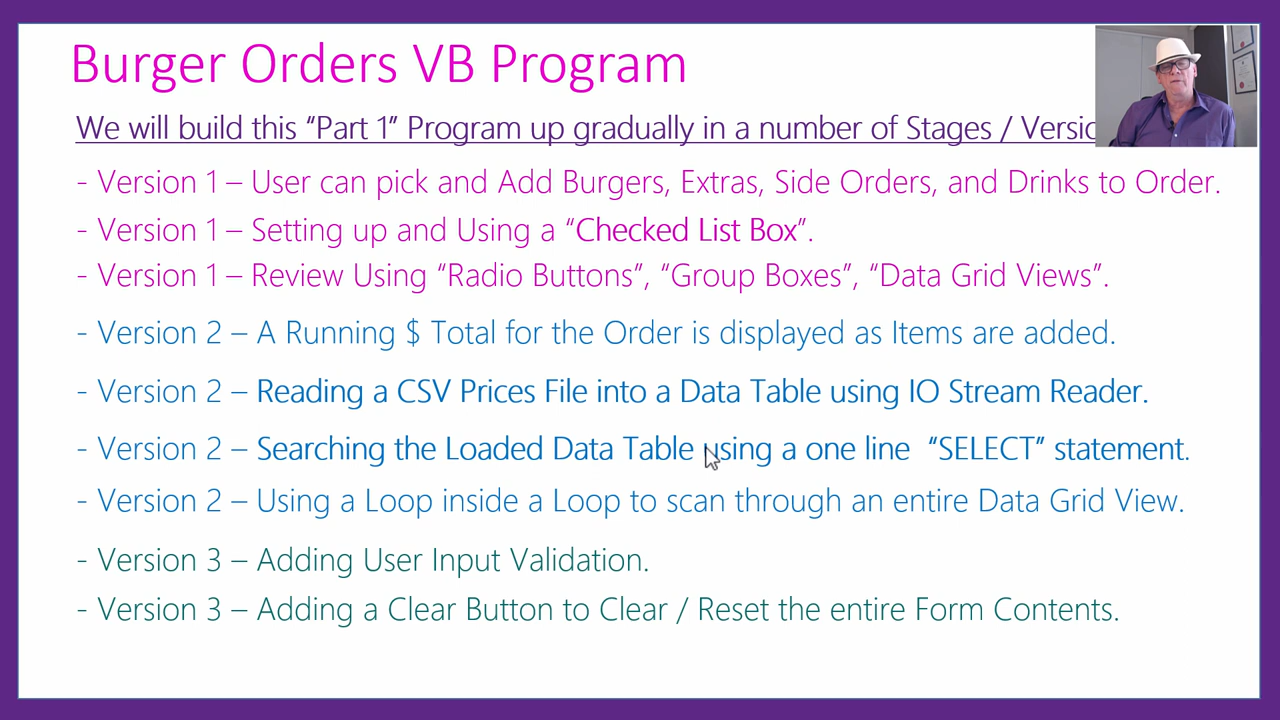 Burger Orders VB Program
We will build this “Part 1” Program up gradually in a number of Stages /
- Version 1 – User can pick and Add Burgers, Extras, Side Orders, and Drinks to Order.
- Version 1 – Setting up and Using a “Checked List Box”.
- Version 1 – Review Using “Radio Buttons”, “Group Boxes”, “Data Grid Views”.
- Version 2 – A Running $ Total for the Order is displayed as Items are added.
- Version 2 – Reading a CSV Prices File into a Data Table using IO Stream Reader.
- Version 2 – Searching the Loaded Data Table using a one line “SELECT” statement.
- Version 2 – Using a Loop inside a Loop to scan through an entire Data Grid View.
- Version 3 – Adding User Input Validation.
- Version 3 – Adding a Clear Button to Clear / Reset the entire Form Contents.